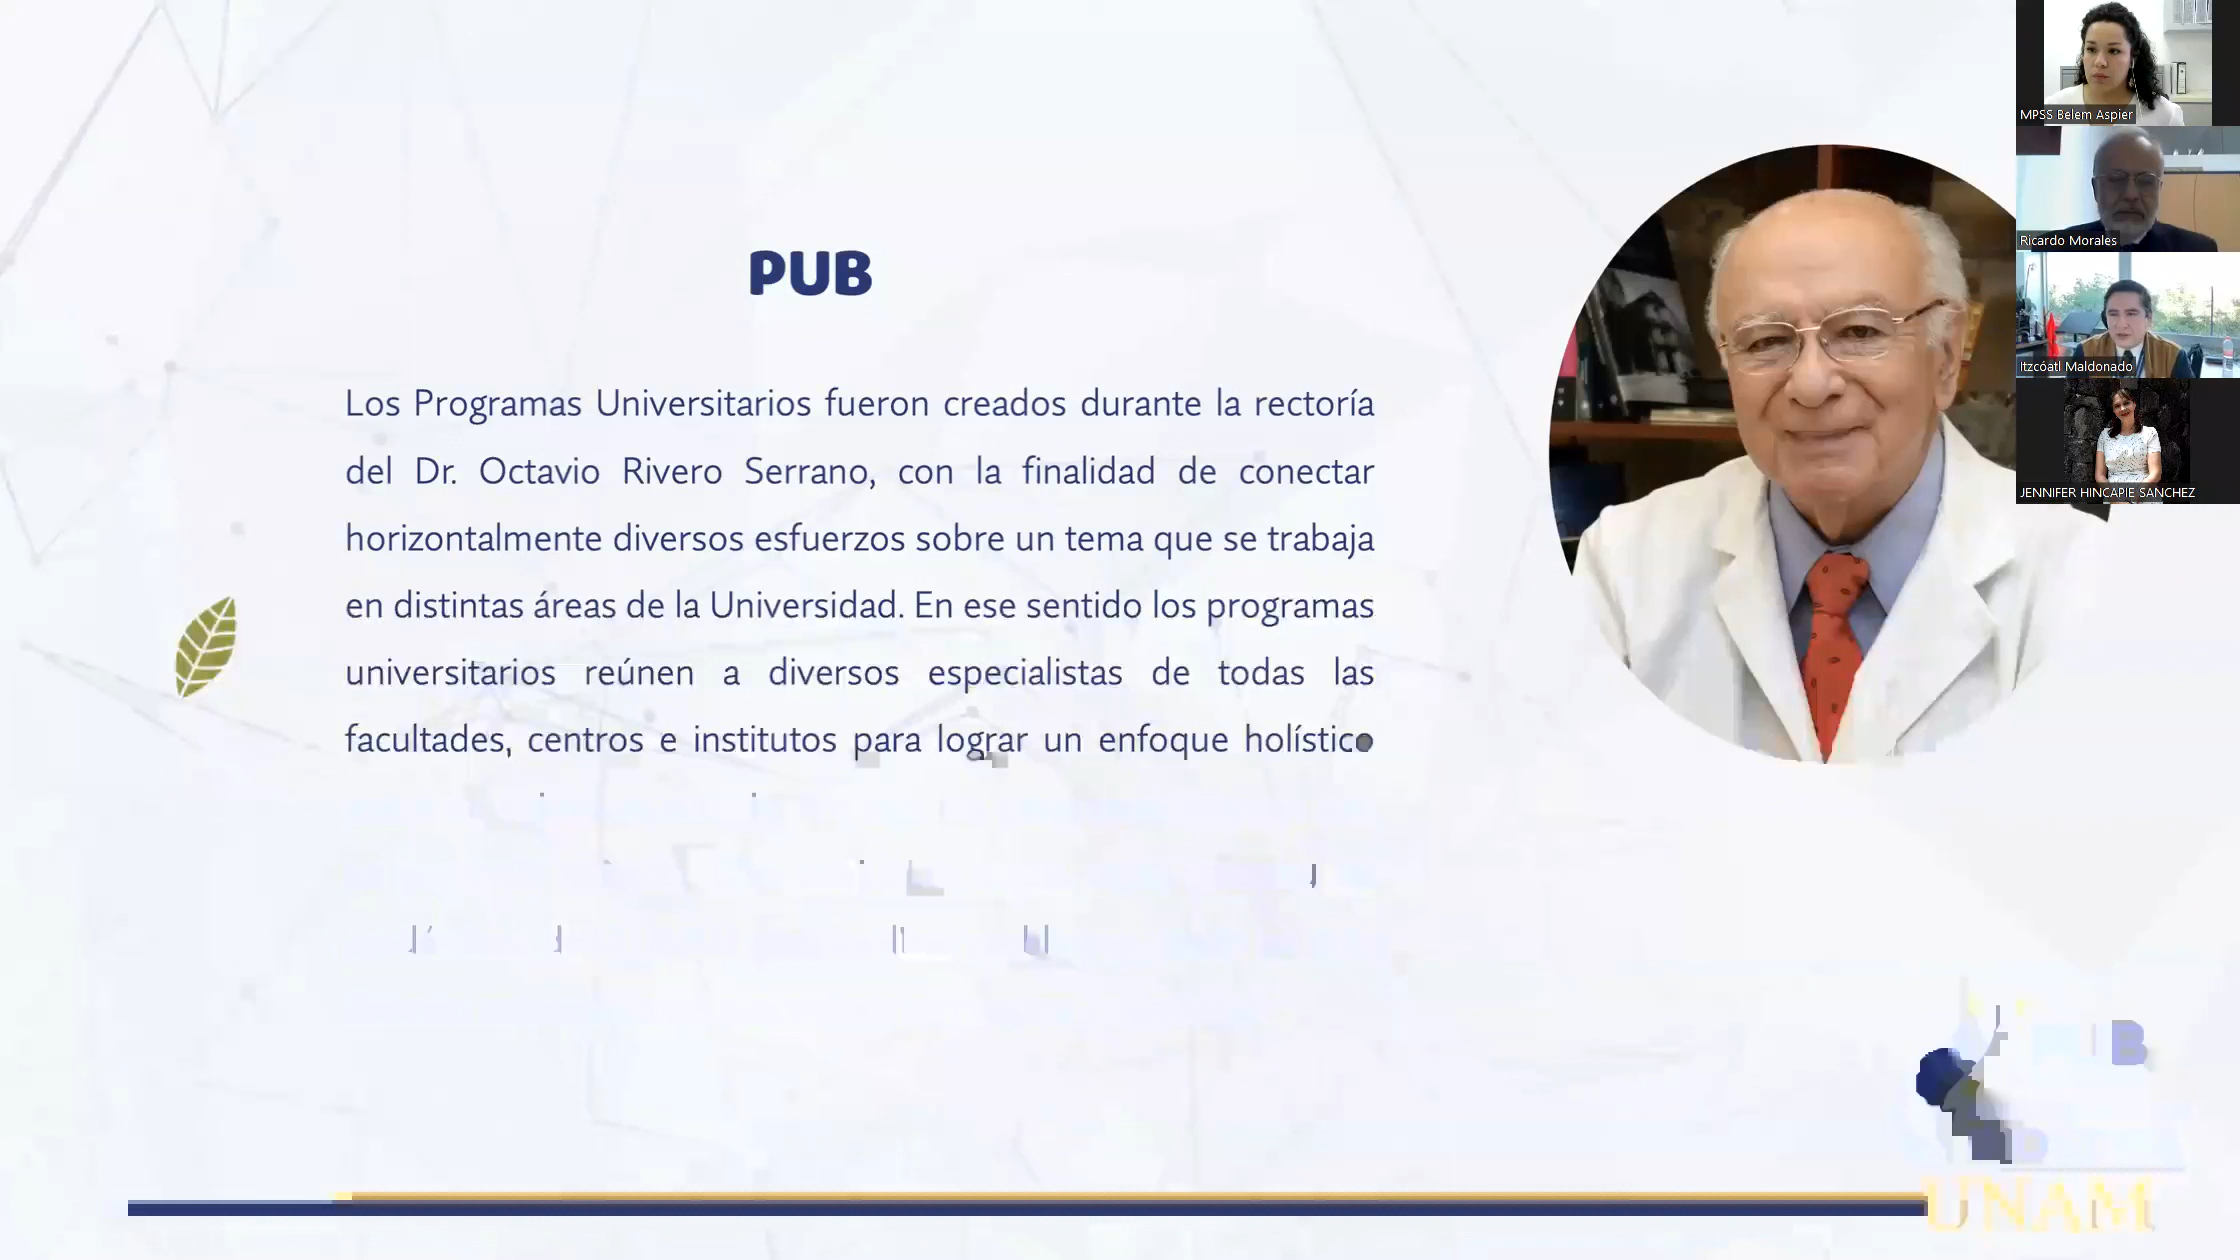 PUB
Los Programas Universitarios fueron creados durante la rectoría
del Dr. Octavio Rivero Serrano, con la finalidad de conectar
horizontalmente diversos esfuerzos sobre un tema que se trabaja
en distintas áreas de la Universidad. En ese sentido los programas
universitarios reúnen a diversos especialistas de todas las
facultades, centros e institutos para lograr un enfoque holístico
MPSS Belem Aspier
Ricardo Morales
Itzcóatl Maldonado
JENNIFER HINCAPIE SANCHEZ
UNAM